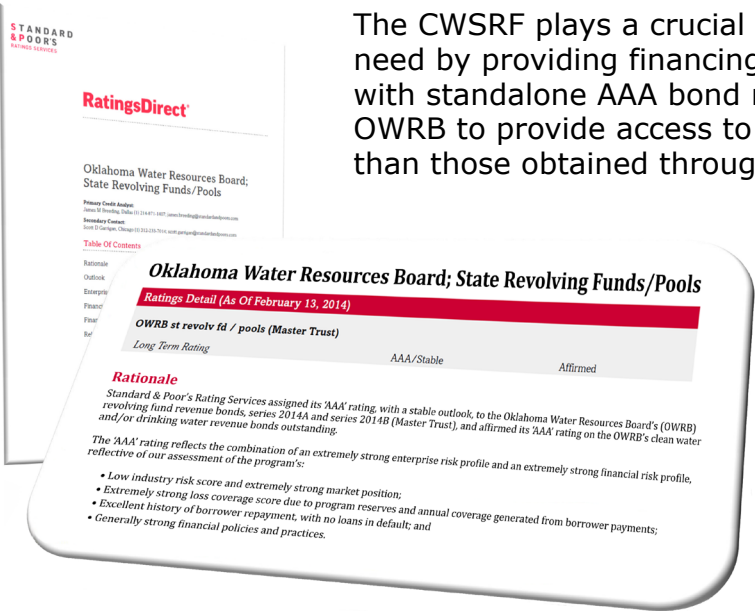 STANDARD
& POOR'S
RATINGS SERVICES
RatingsDirect®
Oklahoma Water Resources Board;
State Revolving Funds/Pools
Primary Credit Analyst:
Secondary Contact:
Table Of Contents
Rationale
Outlook
The CWSRF plays a crucial
need by providing financing
with standalone AAA bond
OWRB to provide access to
than those obtained throug
Oklahoma Water Resources Board; State Revolving Funds/Pools
Ratings Detail (As Of February 13, 2014)
OWRB st revolv fd / pools (Master Trust)
Long Term Rating
AAA/Stable
Affirmed
Rationale
Standard & Poor's Rating Services assigned its 'AAA' rating, with a stable outlook, to the Oklahoma Water Resources Board's (OWRB)
revolving fund revenue bonds, series 2014A and series 2014B (Master Trust), and affirmed its 'AAA' rating on the OWRB's clean water
and/or drinking water revenue bonds outstanding.
The 'AAA' rating reflects the combination of an extremely strong enterprise risk profile and an extremely strong financial risk profile,
reflective of our assessment of the program's:
• Low industry risk score and extremely strong market position;
• Extremely strong loss coverage score due to program reserves and annual coverage generated from borrower payments;
• Excellent history of borrower repayment, with no loans in default; and
• Generally strong financial policies and practices.